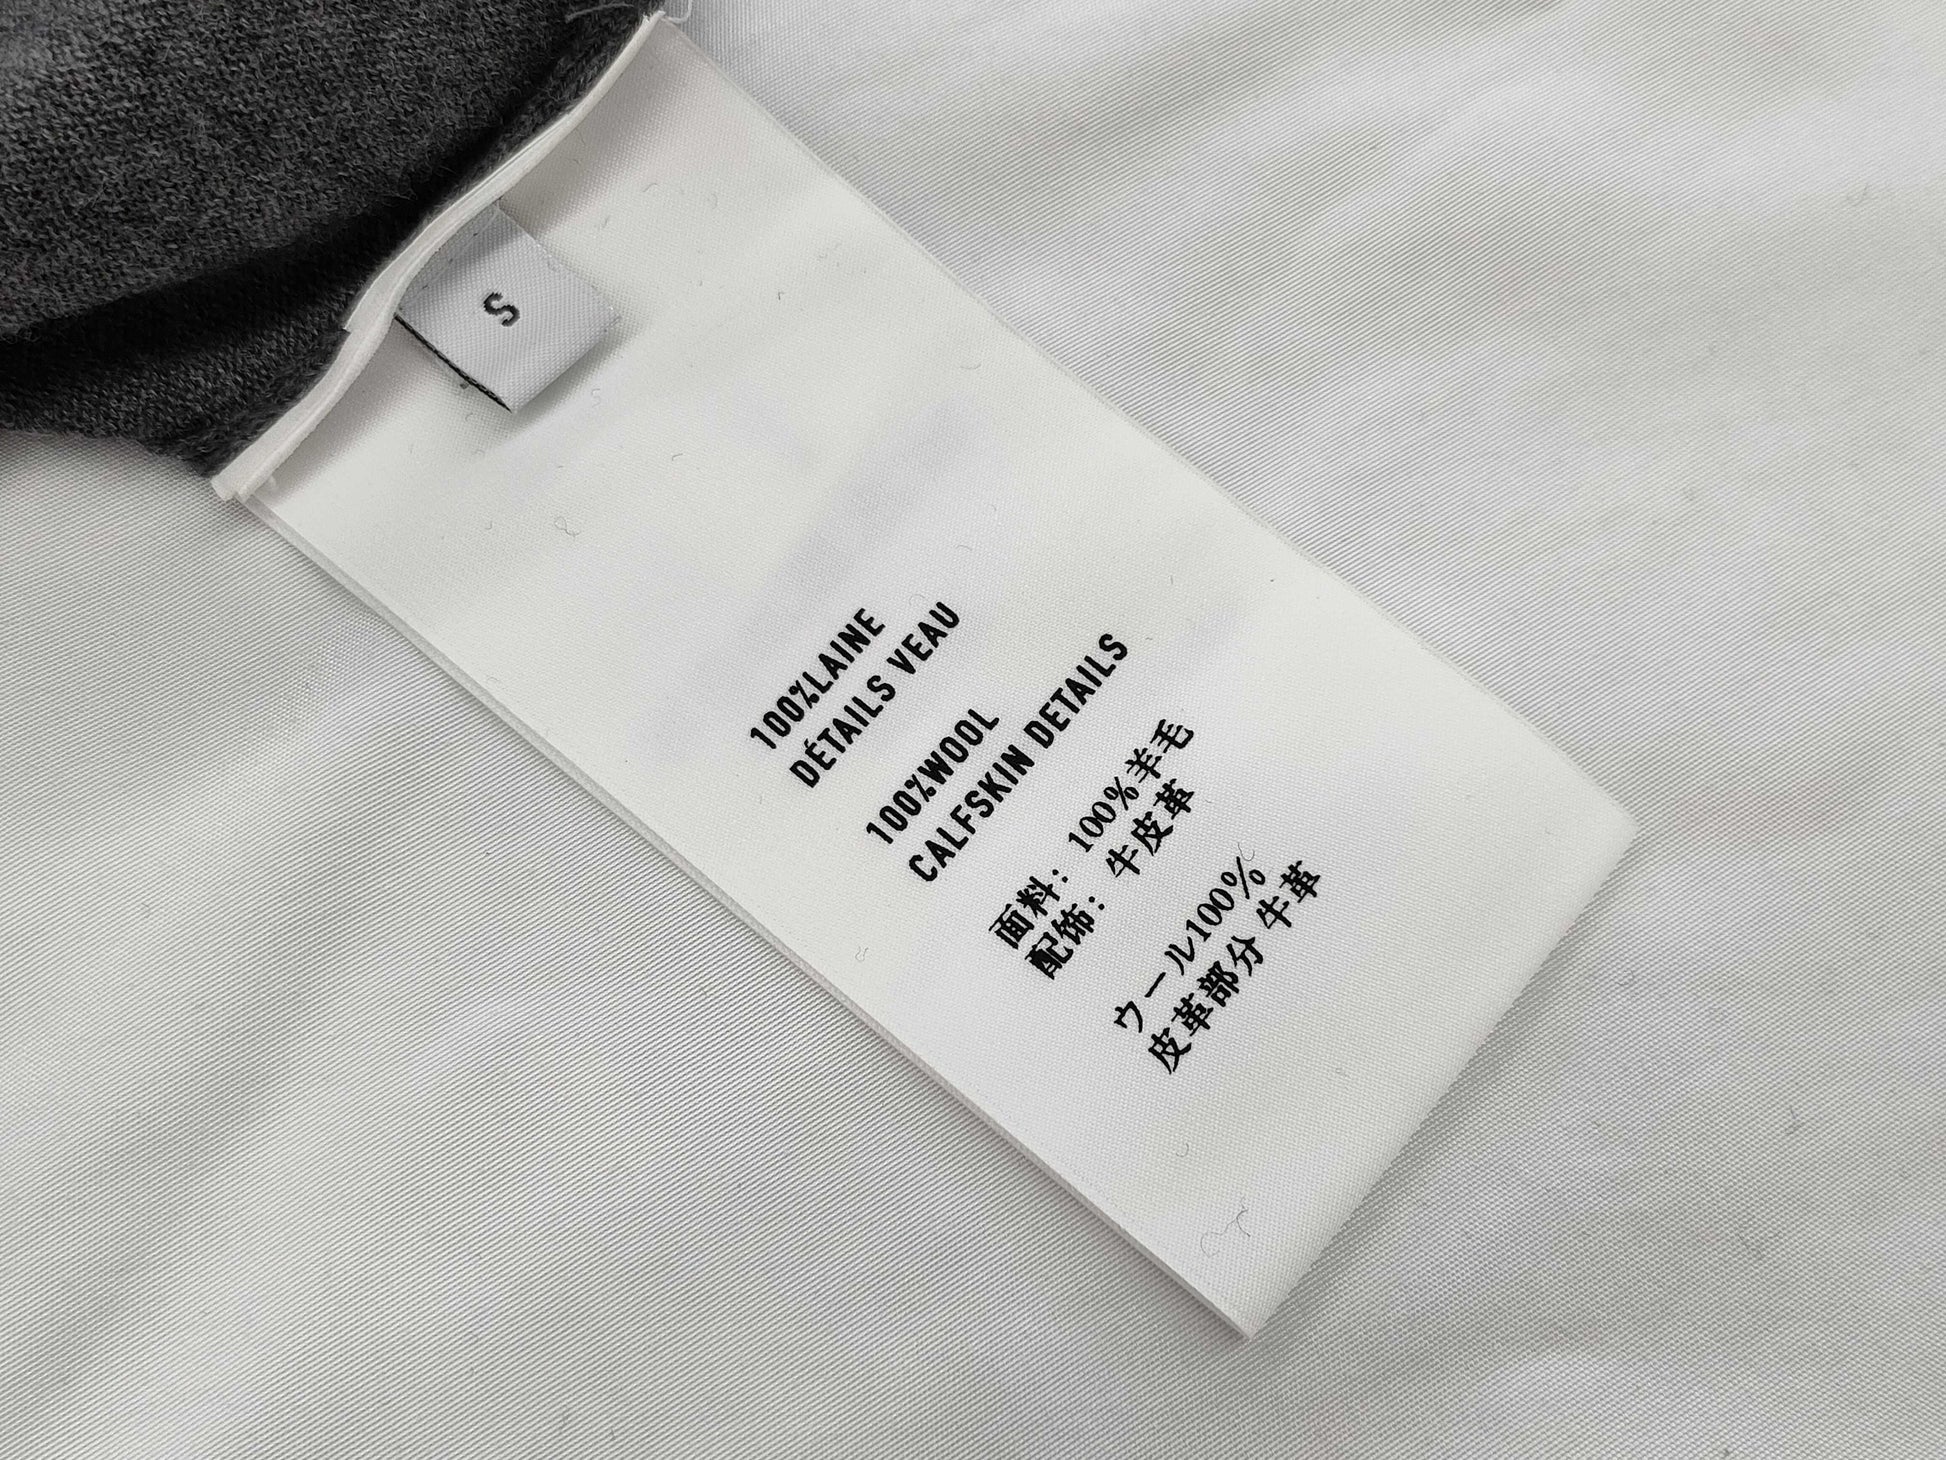 S
100%LAINE
DÉTAILS VEAU
100%WOOL
CALFSKIN DETAILS
面料: 100%羊毛
配饰: 牛皮革
ウール100%
皮革部分 牛革